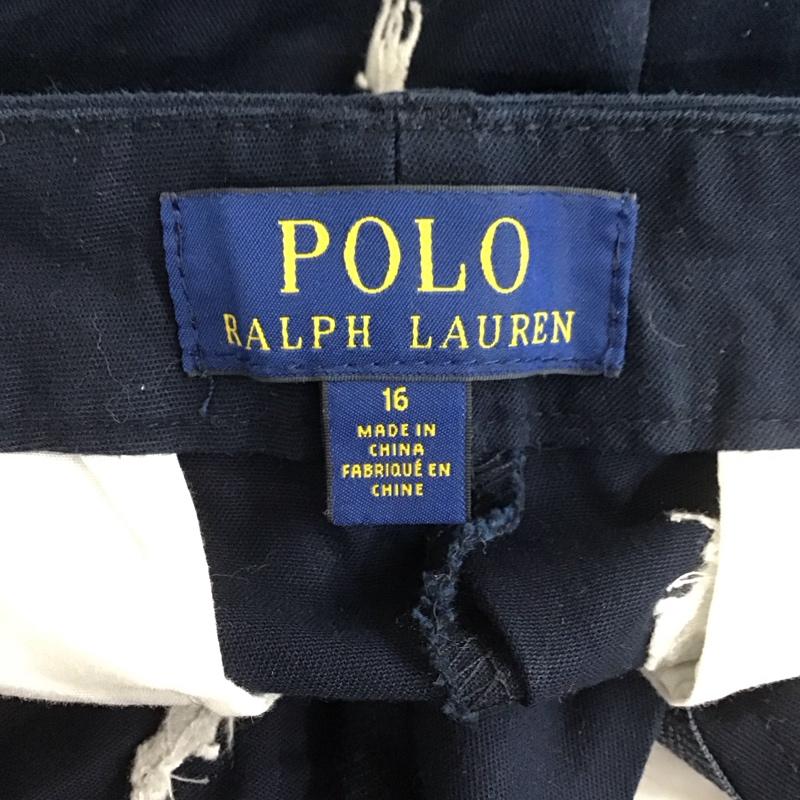 POLO
RALPH LAUREN
16
MADE IN
CHINA
FABRIQUÉ EN
CHINE